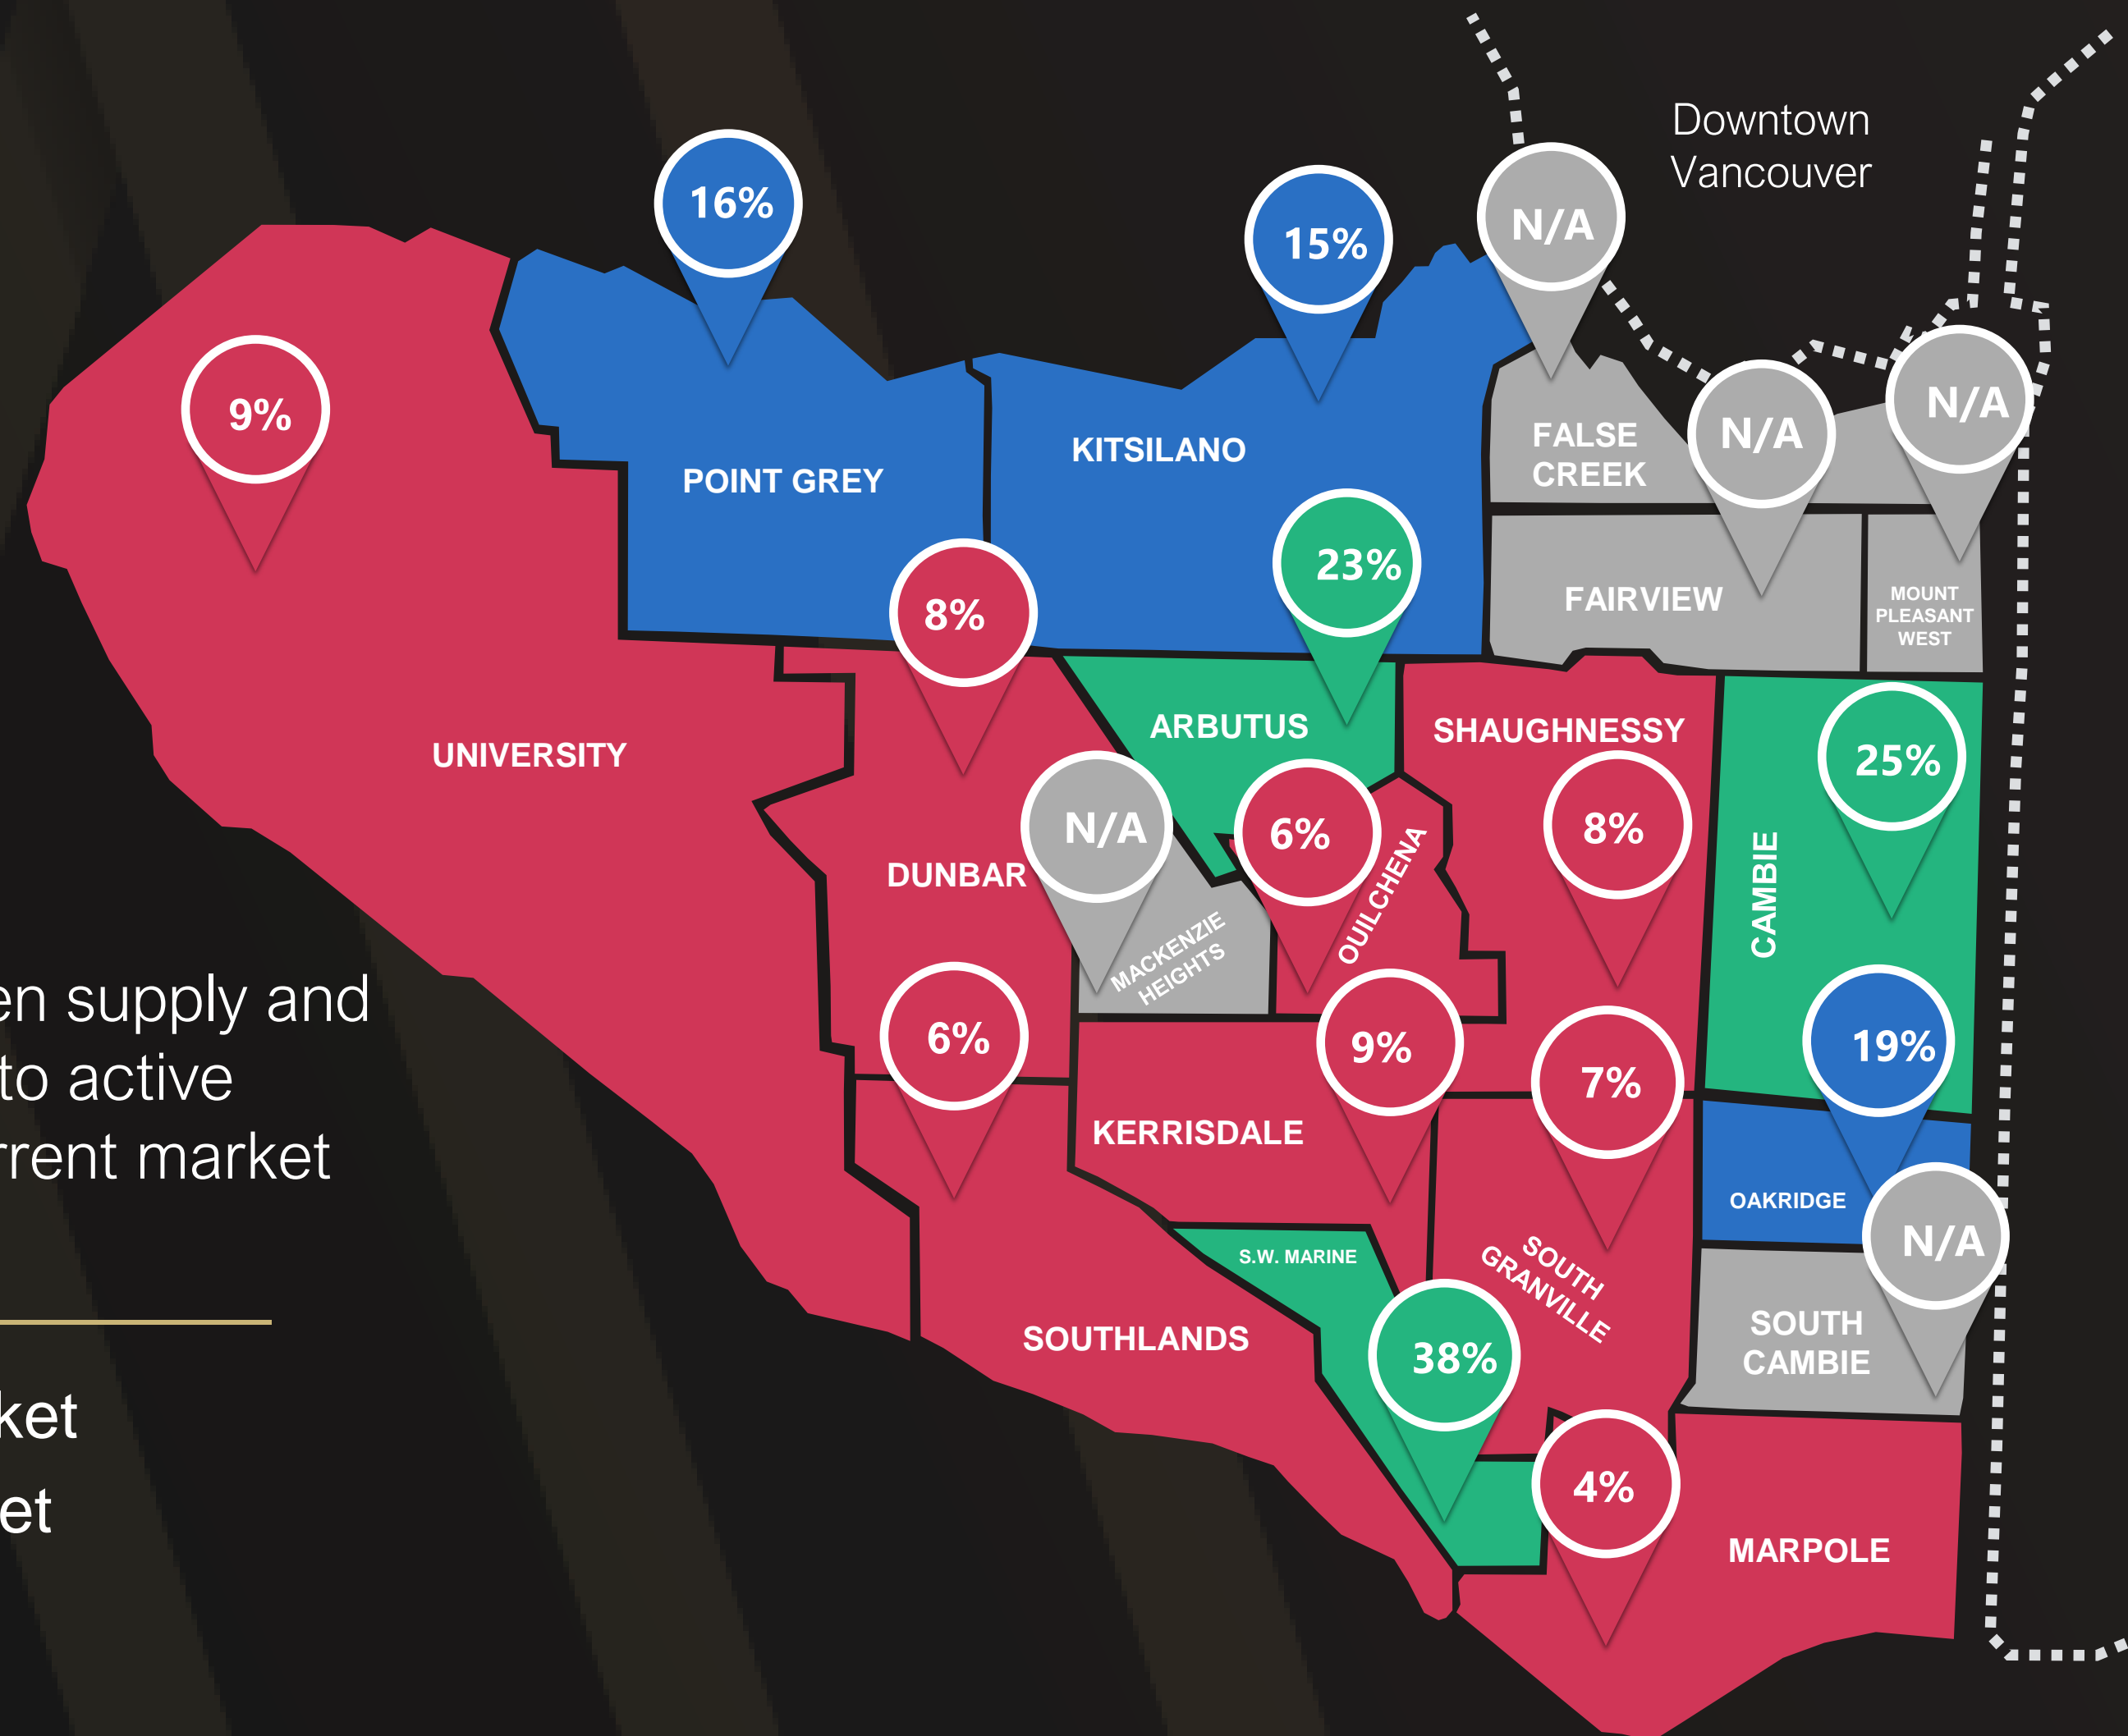 Downtown
Vancouver
16%
15%
N/A
9%
N/A
N/A
FALSE
CREEK
KITSILANO
POINT GREY
23%
8%
FAIRVIEW
MOUNT
PLEASANT
WEST
ARBUTUS
SHAUGHNESSY
UNIVERSITY
25%
N/A
6%
8%
DUNBAR
QUILCHENA
CAMBIE
MACKENZIE
HEIGHTS
en supply and
to active
rrent market
6%
9%
7%
19%
KERRISDALE
OAKRIDGE
N/A
S.W. MARINE
SOUTH
GRANVILLE
SOUTHLANDS
38%
SOUTH
CAMBIE
ket
et
4%
MARPOLE